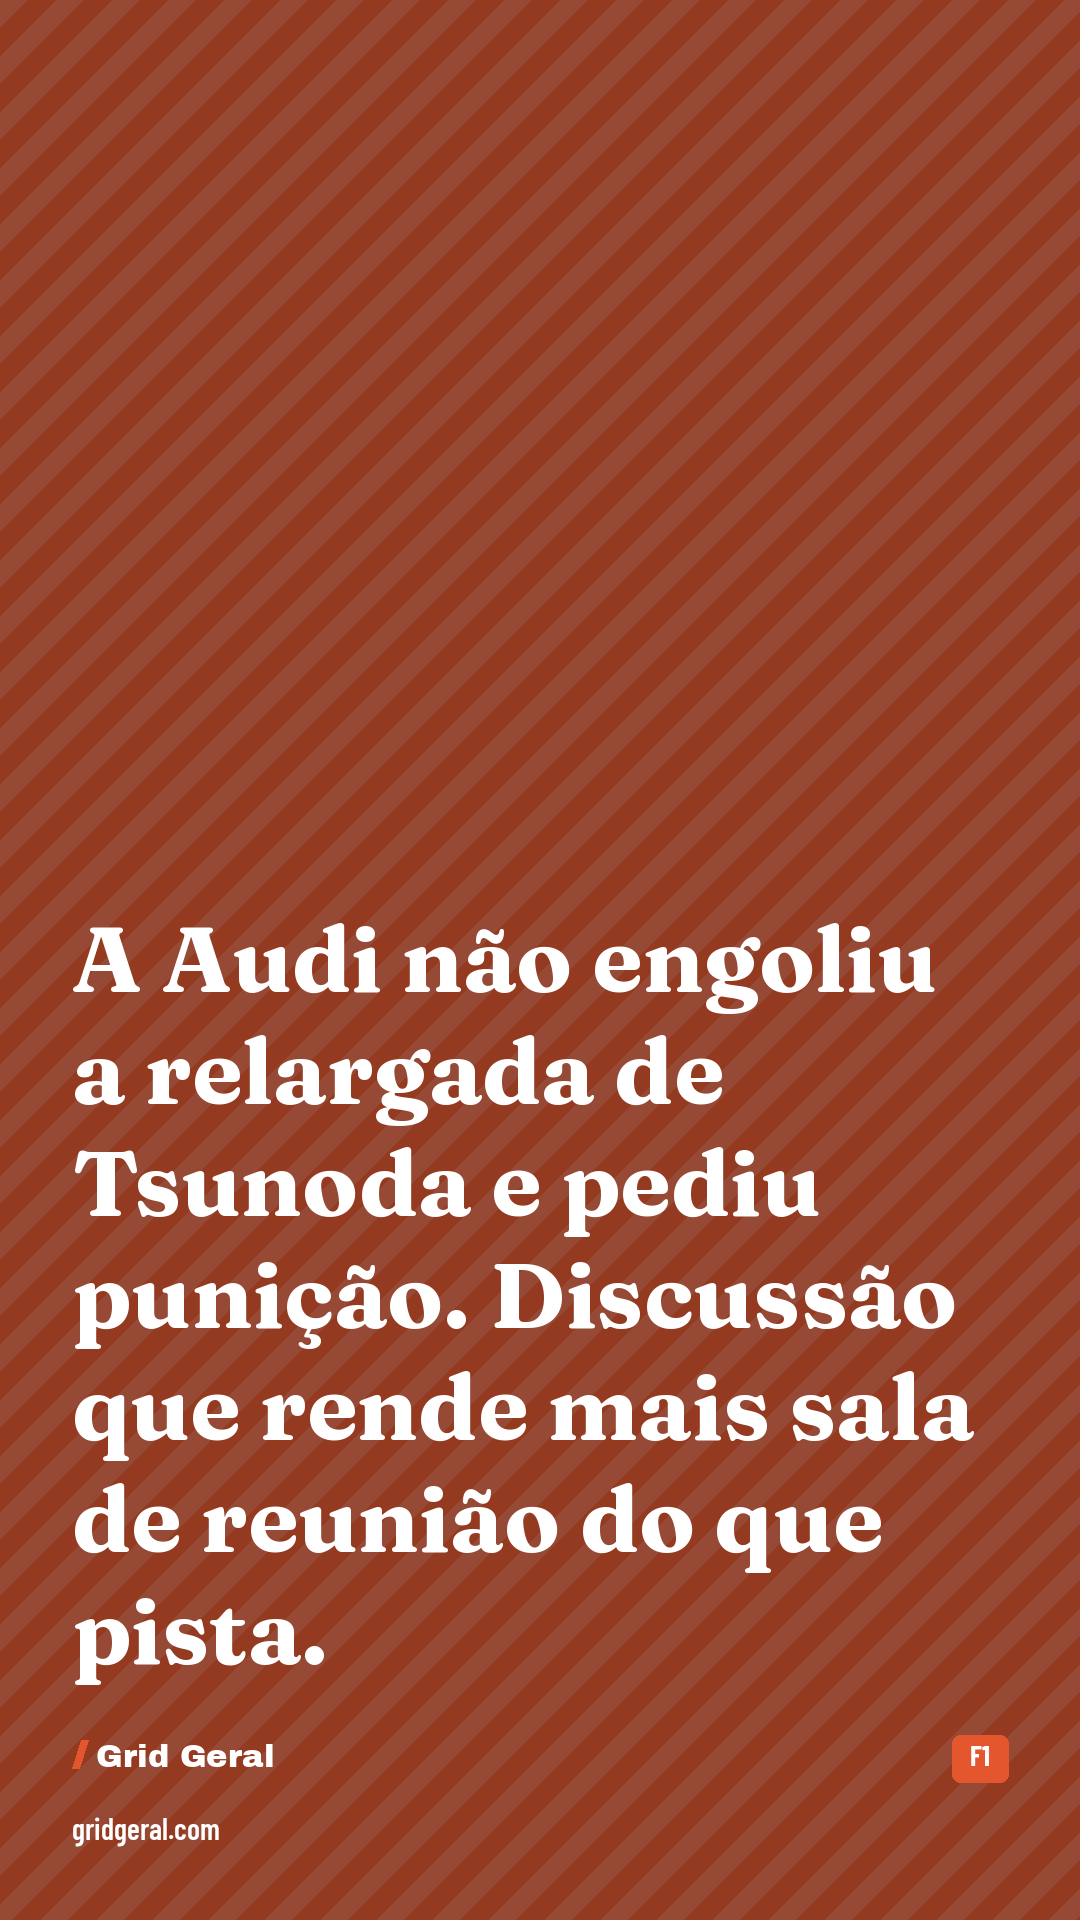 A Audi não engoliu
a relargada de
Tsunoda e pediu
punição. Discussão
que rende mais sala
de reunião do que
pista.
Grid Geral
F1
gridgeral.com